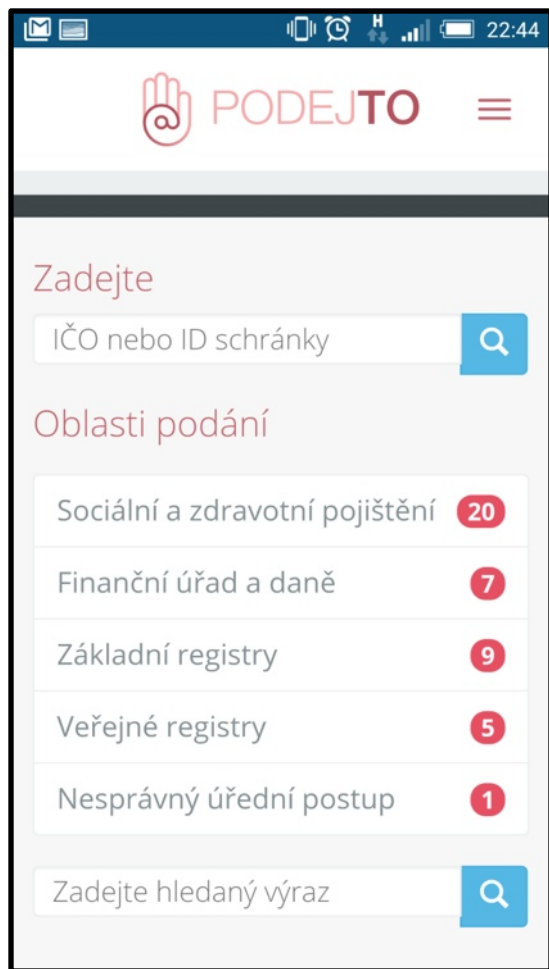 H 22:44
@ PODEJTO
Zadejte
IČO nebo ID schránky
Oblasti podání
Sociální a zdravotní pojištění 20
Finanční úřad a daně 7
Základní registry 9
Veřejné registry 5
Nesprávný úřední postup 1
Zadejte hledaný výraz